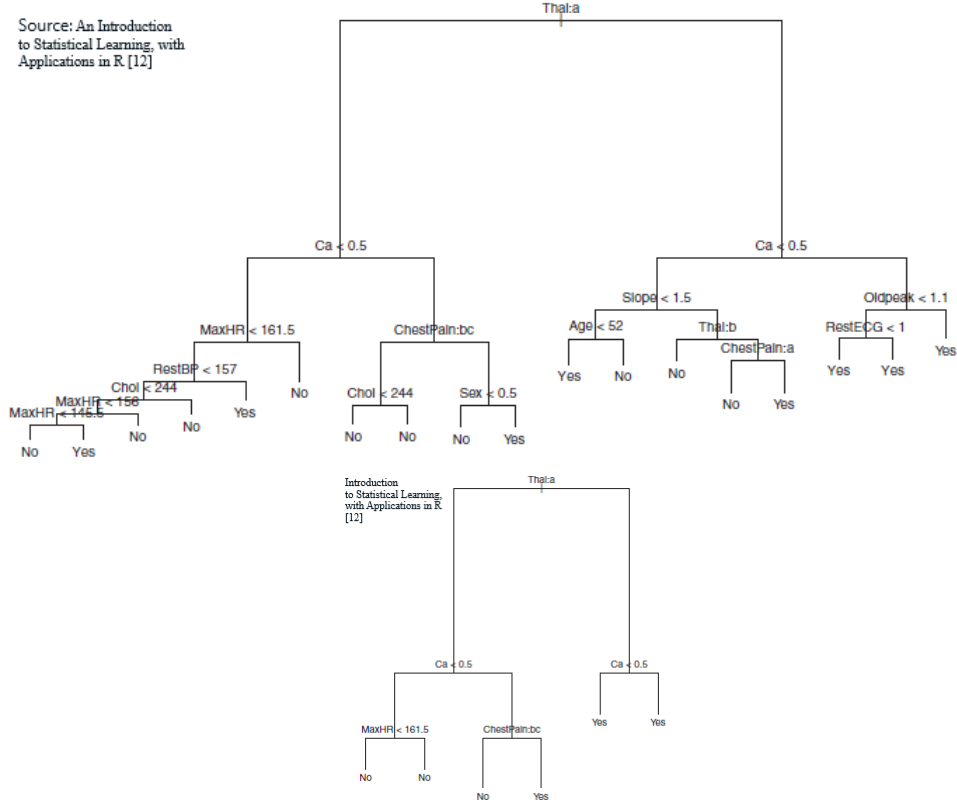 Thal:a
Source: An Introduction
to Statistical Learning, with
Applications in R [12]
Ca < 0.5
Ca < 0.5
Slope < 1.5
Oldpeak < 1.1
MaxHR < 161.5
ChestPain:bc
Age < 52
Thal:b
RestECG < 1
ChestPain:a
Yes
RestBP < 157
Yes
No
No
Yes
Yes
Chol < 244
No
Chol < 244
Sex < 0.5
MaxHR < 156
No
Yes
MaxHR < 145.5
Yes
No
No
No
No
No
Yes
No
Yes
Introduction
to Statistical Learning,
with Applications in R
[12]
Thal:a
Ca < 0.5
Ca < 0.5
Yes
Yes
MaxHR < 161.5
ChestPain:bc
No
No
No
Yes